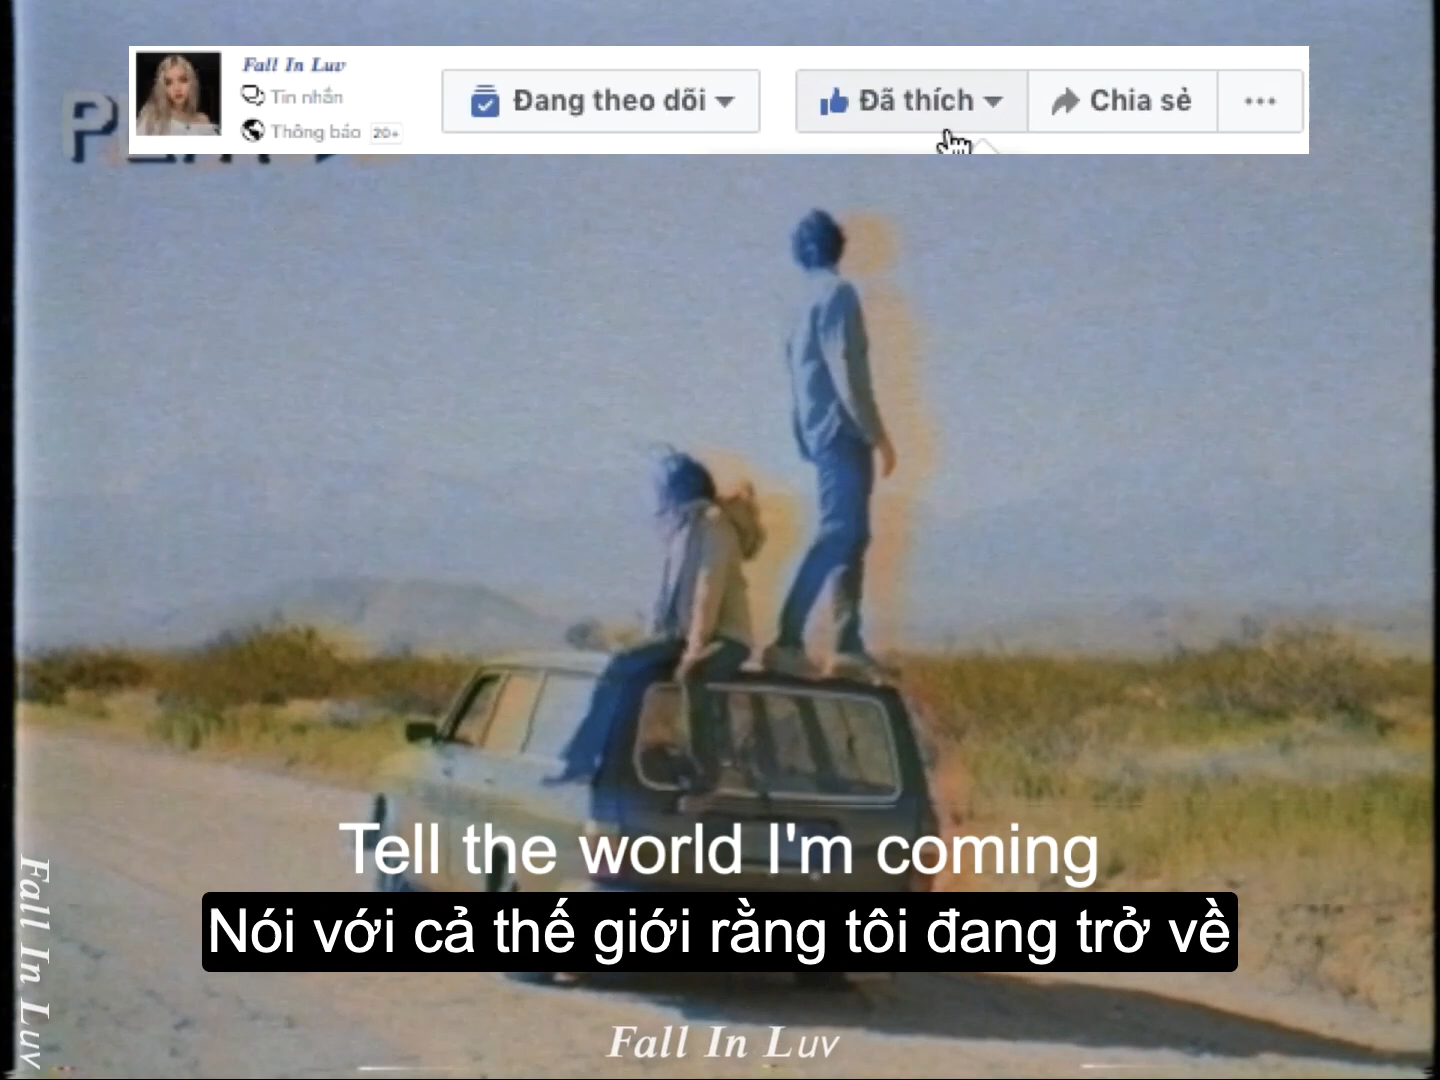 Fall In Luv
Tin nhắn
Thông báo 20+
Đang theo dõi
Đã thích
Chia sẻ
Tell the world I'm coming
Nói với cả thế giới rằng tôi đang trở về
Fall In Luv
Fall In Luv